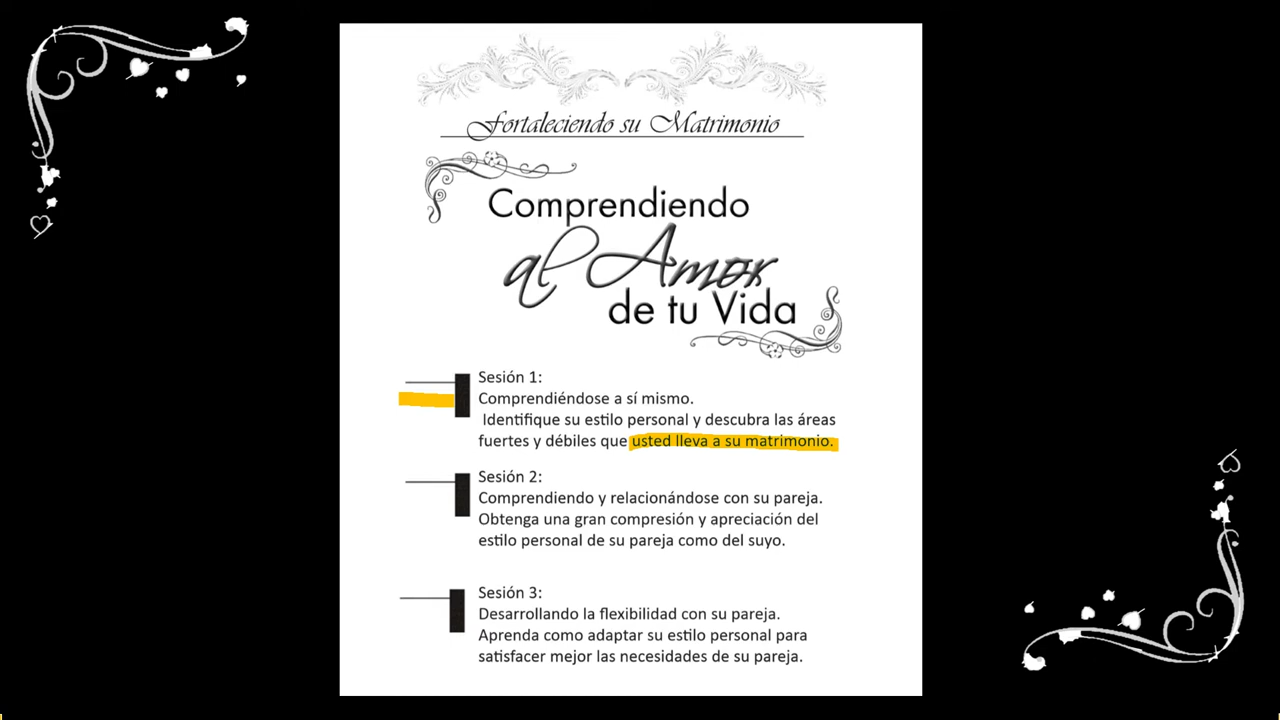 Fortaleciendo su Matrimonio
Comprendiendo
al Amor
de tu Vida
Sesión 1:
Comprendiéndose a sí mismo.
Identifique su estilo personal y descubra las áreas
fuertes y débiles que usted lleva a su matrimonio.
Sesión 2:
Comprendiendo y relacionándose con su pareja.
Obtenga una gran compresión y apreciación del
estilo personal de su pareja como del suyo.
Sesión 3:
Desarrollando la flexibilidad con su pareja.
Aprenda como adaptar su estilo personal para
satisfacer mejor las necesidades de su pareja.